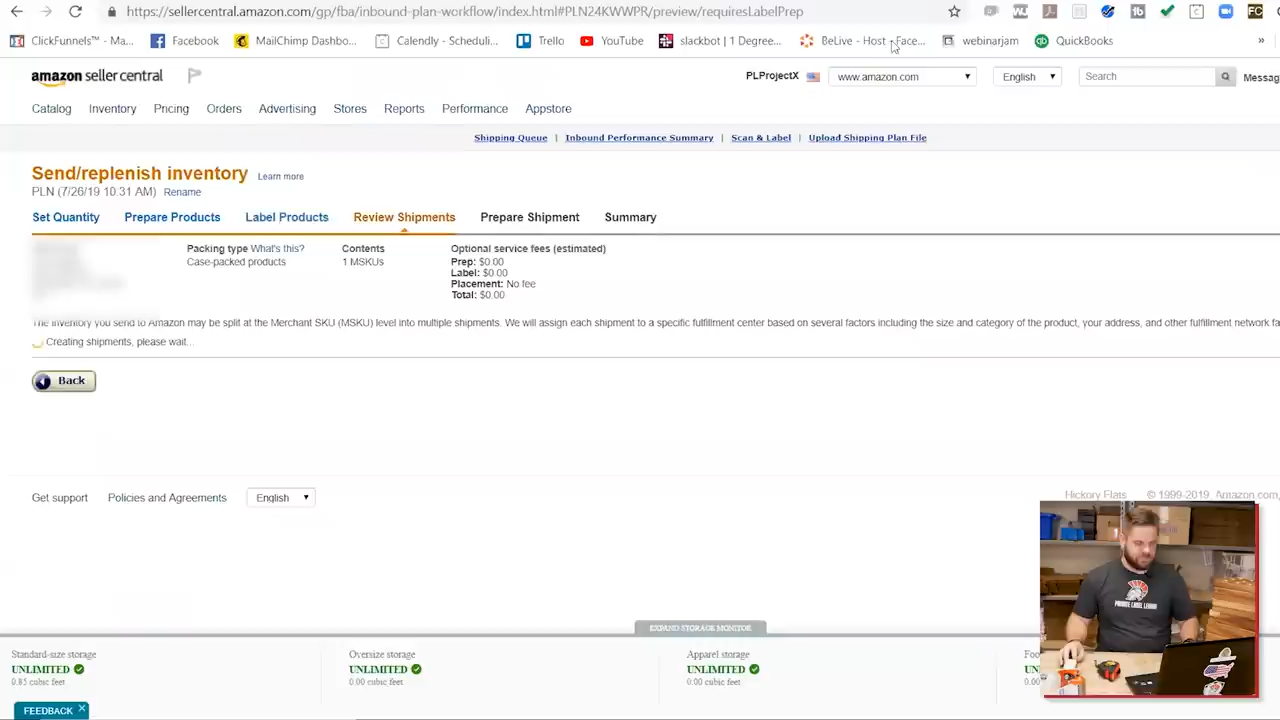 https://sellercentral.amazon.com/gp/fba/inbound-plan-workflow/index.html#PLN24KWWPR/preview/requiresLabelPrep
ClickFunnels™ - Ma... Facebook MailChimp Dashbo... Calendly - Scheduli... Trello YouTube slackbot | 1 Degree... BeLive - Host - Face... webinarjam QuickBooks »
amazon seller central PLProjectX www.amazon.com English Search Messag
Catalog Inventory Pricing Orders Advertising Stores Reports Performance Appstore
Shipping Queue | Inbound Performance Summary | Scan & Label | Upload Shipping Plan File
Send/replenish inventory Learn more
PLN (7/26/19 10.31 AM) Rename
Set Quantity Prepare Products Label Products Review Shipments Prepare Shipment Summary
Packing type What's this? Contents Optional service fees (estimated)
Case-packed products 1 MSKUs Prep: $0.00
Label: $0 00
Placement: No fee
Total: $0.00
The inventory you send to Amazon may be split at the Merchant SKU (MSKU) level into multiple shipments. We will assign each shipment to a specific fulfillment center based on several factors including the size and category of the product, your address, and other fulfillment network fa
Creating shipments, please wait...
Back
Get support Policies and Agreements English
Hickory Flats © 1999-2019, Amazon.com,
PRIVATE LABEL LEGION
EXPAND STORAGE MONITOR
Standard-size storage Oversize storage Apparel storage Foo
UNLIMITED UNLIMITED UNLIMITED UN
0.85 cubic feet 0.00 cubic feet 0.00 cubic feet 0.0
FEEDBACK